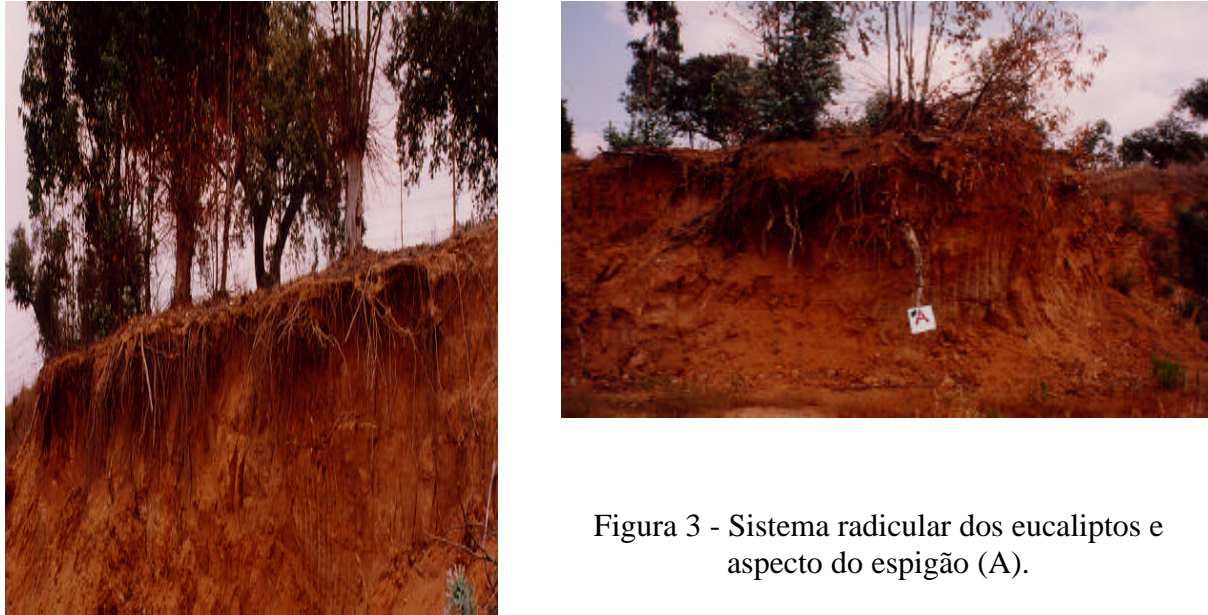 A
Figura 3 - Sistema radicular dos eucaliptos e
aspecto do espigão (A).